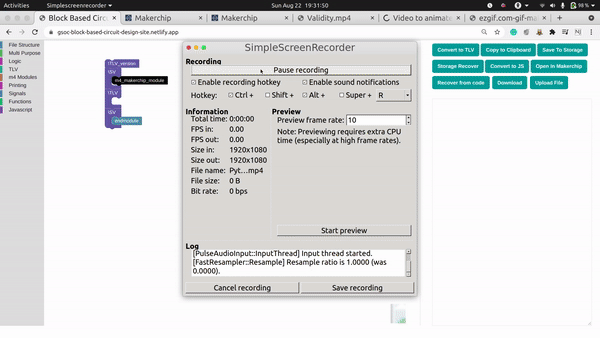 Activities
SimpleScreenRecorder
Sun Aug 22 22:31:50
90 %
Block Based Circu
Makerchip
Makerchip
Validity.mp4
Video to animate
ezgif.com-gif-m
gsoc-block-based-circuit-design-site.netlify.app
File Structure
Multi Purpose
Logic
TLV
m4 Modules
Printing
Signals
Functions
Javascript
\TLV_version
\SV
m4_makerchip_module
\TLV
\SV
endmodule
SimpleScreenRecorder
Recording
Pause recording
Enable recording hotkey
Enable sound notifications
Hotkey:
Ctrl +
Shift +
Alt +
Super +
R
Information
Total time: 0:00:00
FPS in: 0.00
FPS out: 0.00
Size in: 1920x1080
Size out: 1920x1080
File name: Pyt…mp4
File size: 0 B
Bit rate: 0 bps
Preview
Preview frame rate: 10
Note: Previewing requires extra CPU
time (especially at high frame rates).
Start preview
Log
[PulseAudioInput::InputThread] Input thread started.
[FastResampler::Resample] Resample ratio is 1.0000 (was
0.0000).
Cancel recording
Save recording
Convert to TLV
Copy to Clipboard
Save To Storage
Storage Recover
Convert to JS
Open In Makerchip
Recover from code
Download
Upload File